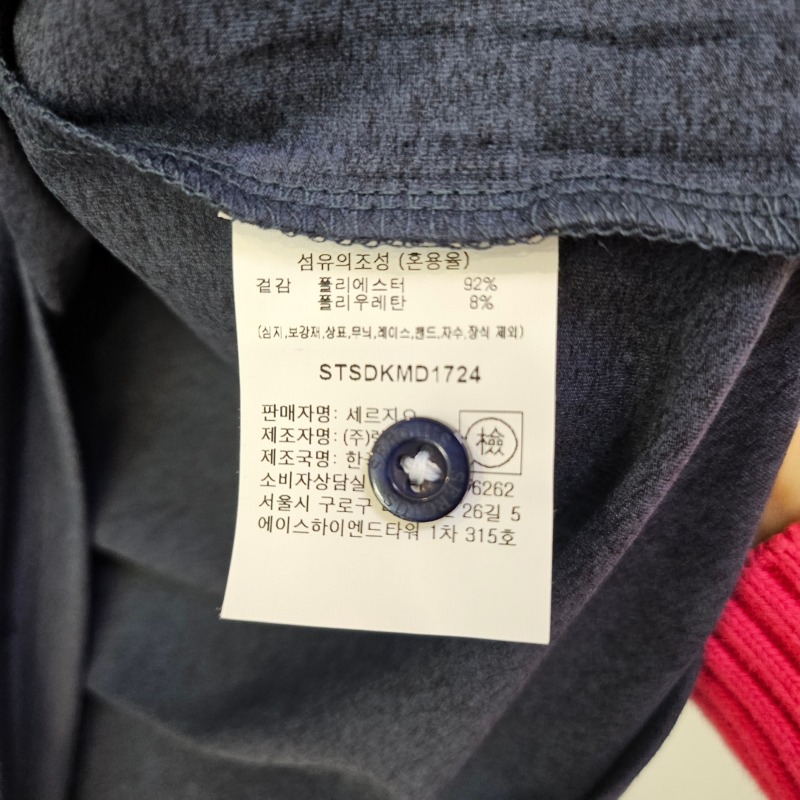 섬유의조성 (혼용율)
겉감 폴리에스터 92%
폴리우레탄 8%
(심지,보강재,상표,무늬,레이스,밴드,자수,장식 제외)
STSDKMD1724
판매자명: 세르지오
제조자명: (주) 檢
제조국명:
소비자상담실 6262
서울시 구로구 26길 5
에이스하이엔드타워 1차 315호